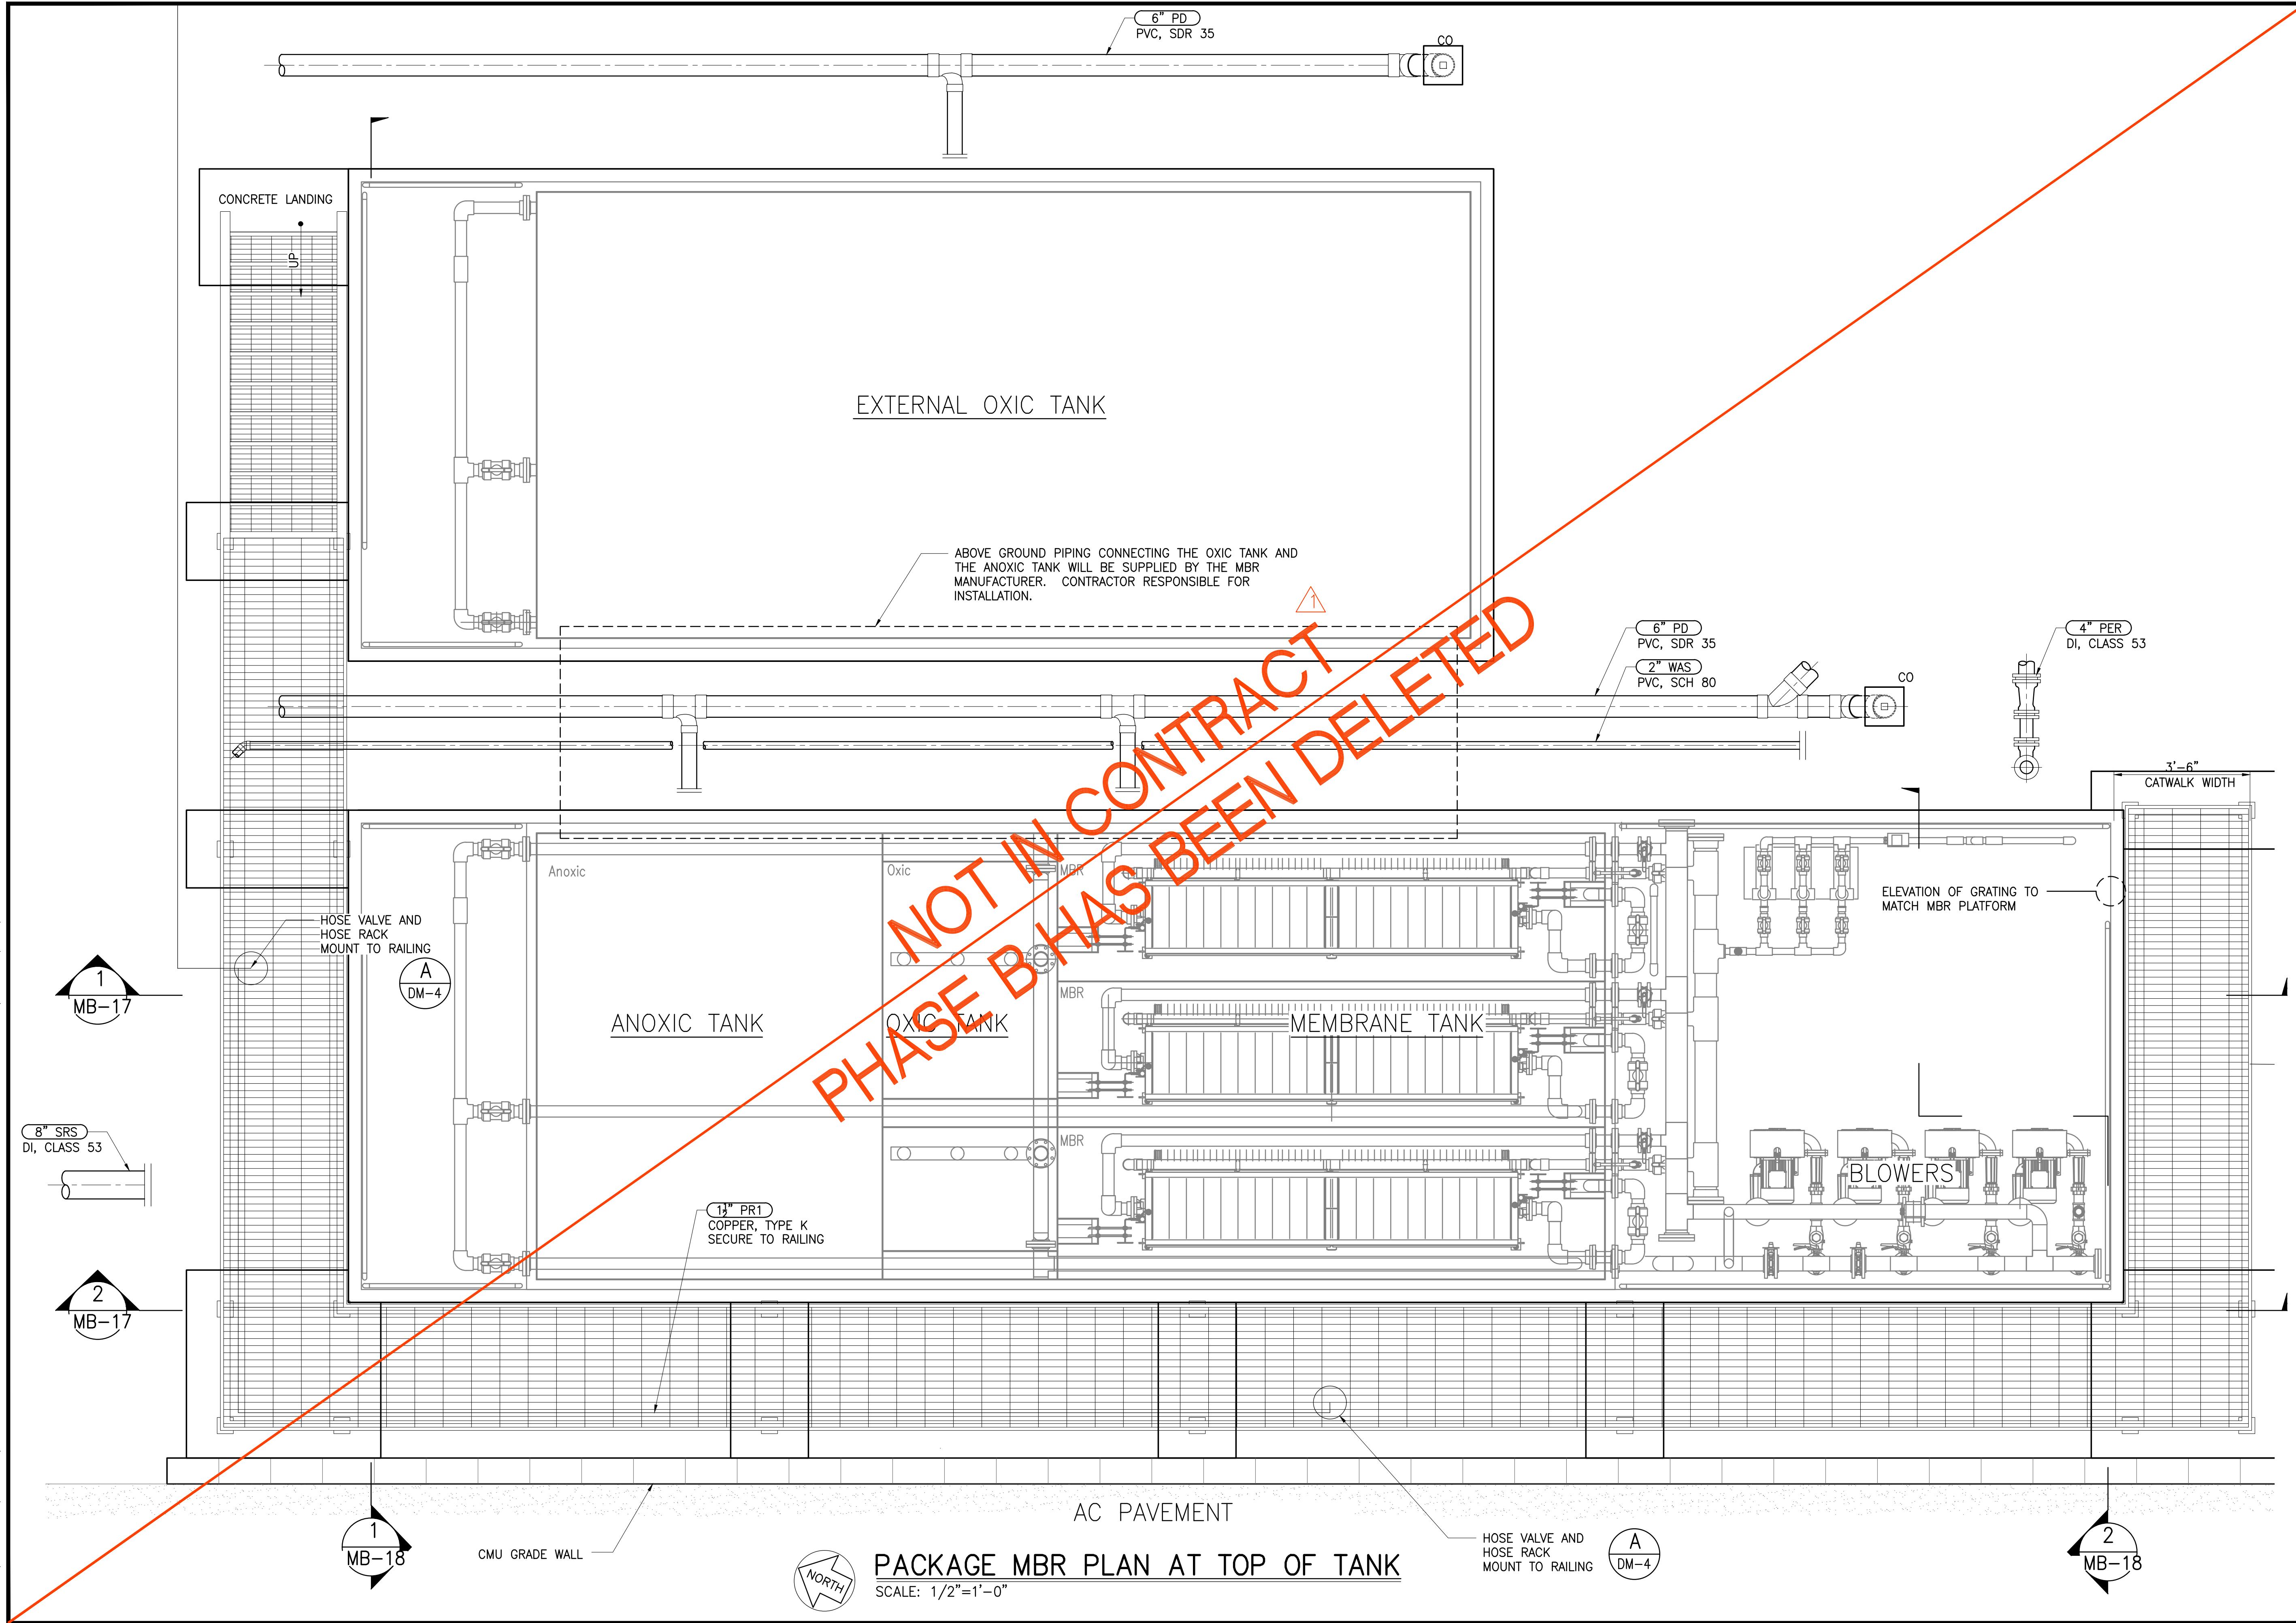 6" PD
PVC, SDR 35
CO
CONCRETE LANDING
UP
EXTERNAL OXIC TANK
ABOVE GROUND PIPING CONNECTING THE OXIC TANK AND
THE ANOXIC TANK WILL BE SUPPLIED BY THE MBR
MANUFACTURER. CONTRACTOR RESPONSIBLE FOR
INSTALLATION.
1
NOT IN CONTRACT
PHASE B HAS BEEN DELETED
6" PD
PVC, SDR 35
2" WAS
PVC, SCH 80
4" PER
DI, CLASS 53
CO
3'-6"
CATWALK WIDTH
Anoxic
Oxic
MBR
ELEVATION OF GRATING TO
MATCH MBR PLATFORM
HOSE VALVE AND
HOSE RACK
MOUNT TO RAILING
A
DM-4
1
MB-17
MBR
ANOXIC TANK
OXIC TANK
MEMBRANE TANK
8" SRS
DI, CLASS 53
MBR
BLOWERS
1½" PR1
COPPER, TYPE K
SECURE TO RAILING
2
MB-17
AC PAVEMENT
1
MB-18
CMU GRADE WALL
NORTH
PACKAGE MBR PLAN AT TOP OF TANK
SCALE: 1/2"=1'-0"
HOSE VALVE AND
HOSE RACK
MOUNT TO RAILING
A
DM-4
2
MB-18